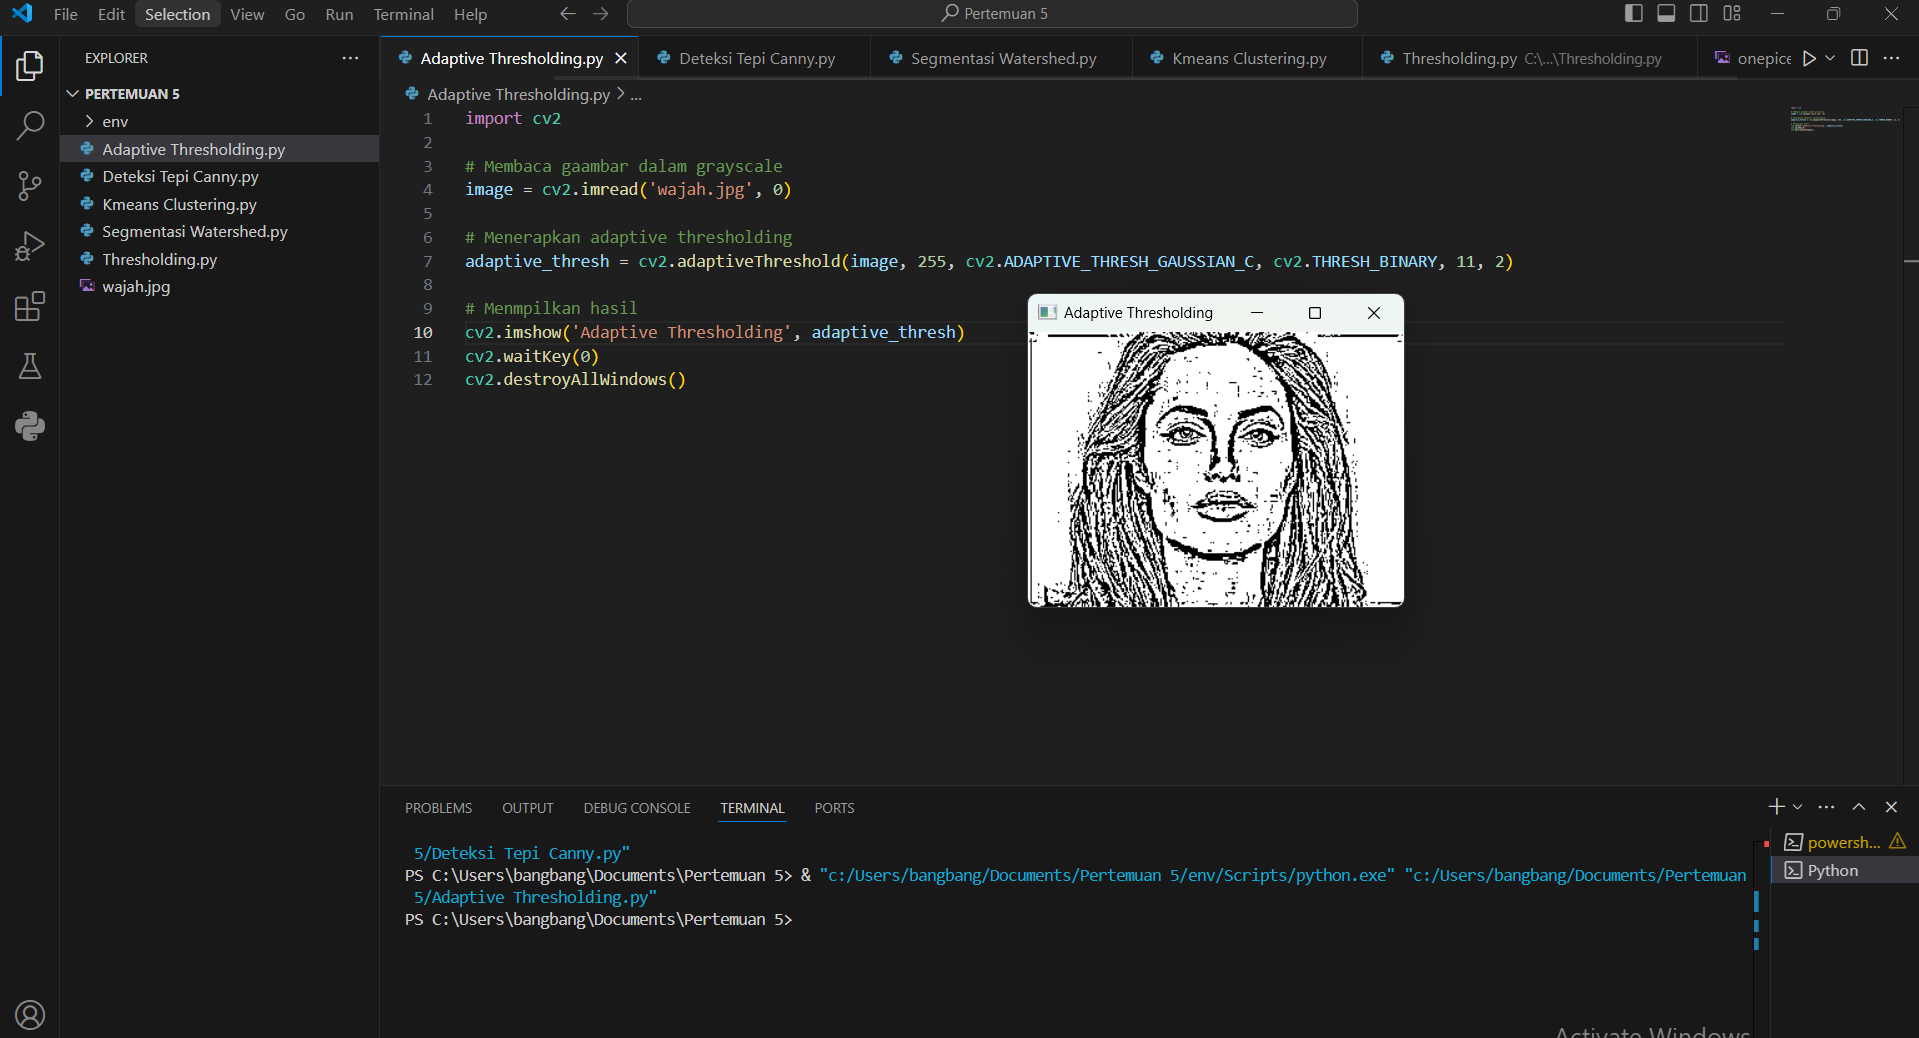 File Edit Selection View Go Run Terminal Help
Pertemuan 5
EXPLORER
PERTEMUAN 5
env
Adaptive Thresholding.py
Deteksi Tepi Canny.py
Kmeans Clustering.py
Segmentasi Watershed.py
Thresholding.py
wajah.jpg
Adaptive Thresholding.py Deteksi Tepi Canny.py Segmentasi Watershed.py Kmeans Clustering.py Thresholding.py C:\...\Thresholding.py onepice
Adaptive Thresholding.py > ...
1 import cv2
2
3 # Membaca gaambar dalam grayscale
4 image = cv2.imread('wajah.jpg', 0)
5
6 # Menerapkan adaptive thresholding
7 adaptive_thresh = cv2.adaptiveThreshold(image, 255, cv2.ADAPTIVE_THRESH_GAUSSIAN_C, cv2.THRESH_BINARY, 11, 2)
8
9 # Menmpilkan hasil
10 cv2.imshow('Adaptive Thresholding', adaptive_thresh)
11 cv2.waitKey(0)
12 cv2.destroyAllWindows()
Adaptive Thresholding
PROBLEMS OUTPUT DEBUG CONSOLE TERMINAL PORTS
5/Deteksi Tepi Canny.py"
PS C:\Users\bangbang\Documents\Pertemuan 5> & "c:/Users/bangbang/Documents/Pertemuan 5/env/Scripts/python.exe" "c:/Users/bangbang/Documents/Pertemuan
5/Adaptive Thresholding.py"
PS C:\Users\bangbang\Documents\Pertemuan 5>
powersh...
Python
Activate Windows